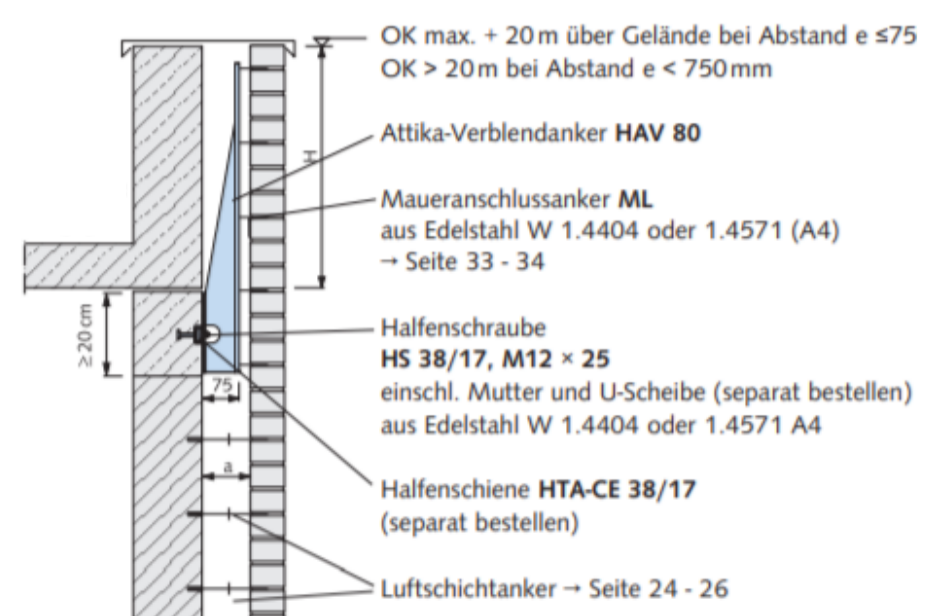 OK max. + 20 m über Gelände bei Abstand e ≤75
OK > 20 m bei Abstand e < 750 mm
Attika-Verblendanker HAV 80
H
Maueranschlussanker ML
aus Edelstahl W 1.4404 oder 1.4571 (A4)
→ Seite 33 - 34
≥ 20 cm
Halfenschraube
HS 38/17, M12 × 25
einschl. Mutter und U-Scheibe (separat bestellen)
aus Edelstahl W 1.4404 oder 1.4571 A4
75
a
Halfenschiene HTA-CE 38/17
(separat bestellen)
Luftschichtanker → Seite 24 - 26